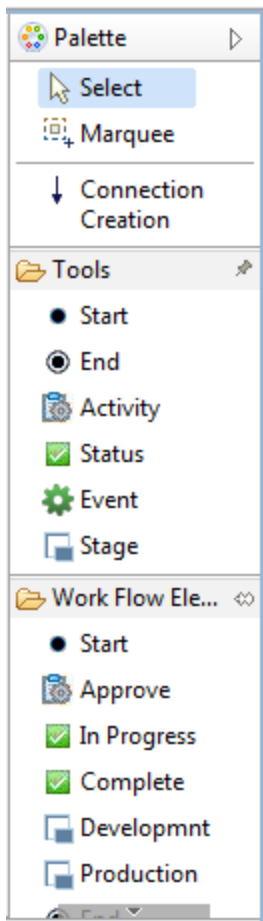 Palette
Select
Marquee
Connection
Creation
Tools
Start
End
Activity
Status
Event
Stage
Work Flow Ele...
Start
Approve
In Progress
Complete
Developmnt
Production
End